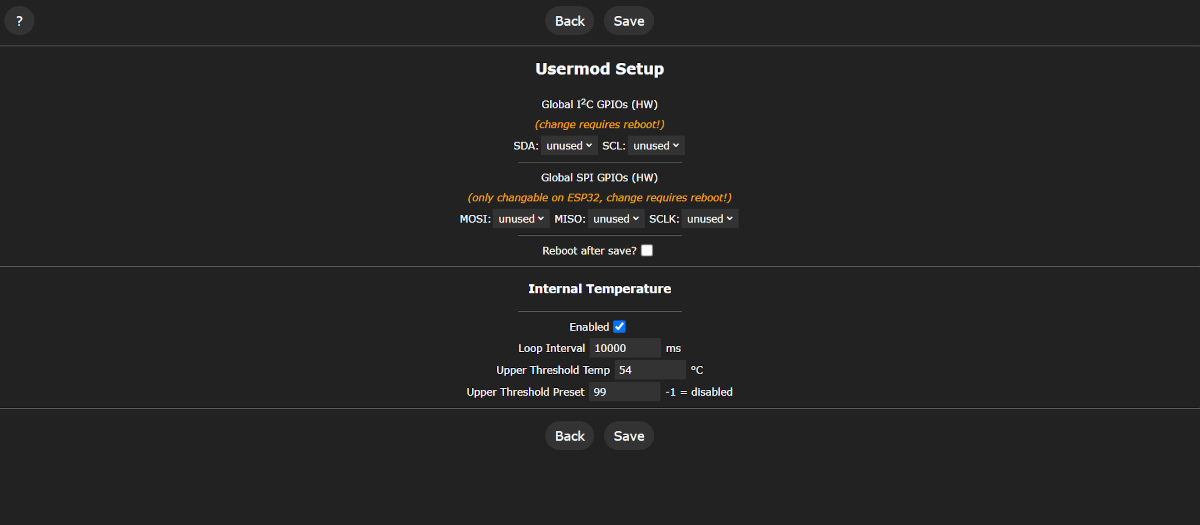 ?
Back Save
Usermod Setup
Global I²C GPIOs (HW)
(change requires reboot!)
SDA: unused SCL: unused
Global SPI GPIOs (HW)
(only changable on ESP32, change requires reboot!)
MOSI: unused MISO: unused SCLK: unused
Reboot after save?
Internal Temperature
Enabled
Loop Interval 10000 ms
Upper Threshold Temp 54 °C
Upper Threshold Preset 99 -1 = disabled
Back Save